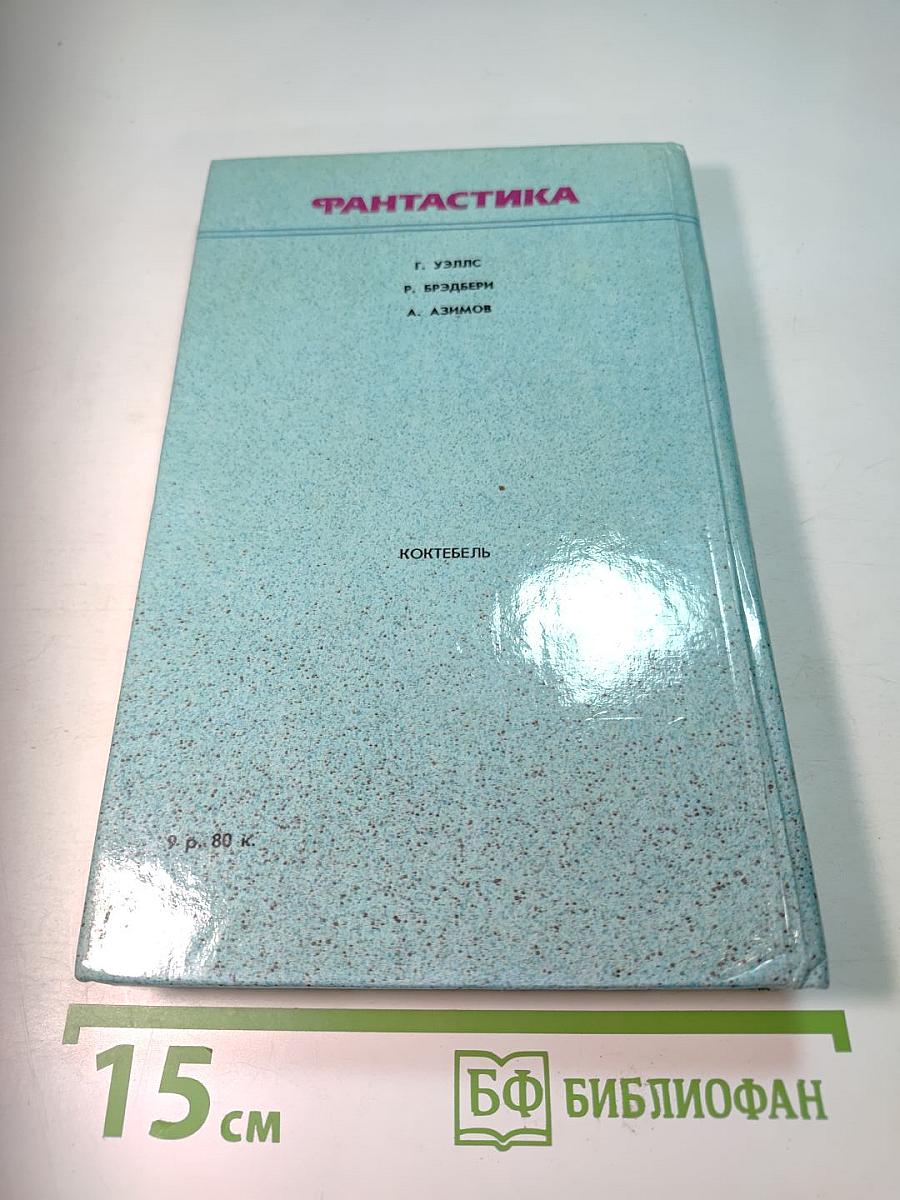 ФАНТАСТИКА
Г. УЭЛЛС
Р. БРЭДБЕРИ
А. АЗИМОВ
КОКТЕБЕЛЬ
9 р. 80 к.
15 см
БФ БИБЛИОФАН